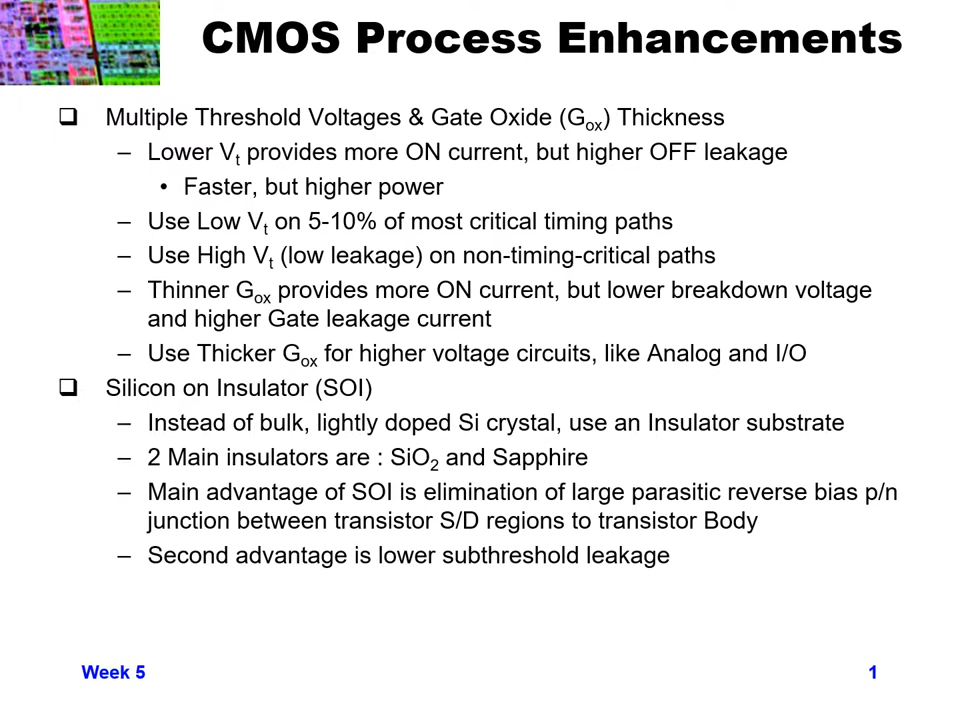 CMOS Process Enhancements
❑ Multiple Threshold Voltages & Gate Oxide (Gox) Thickness
– Lower Vt provides more ON current, but higher OFF leakage
• Faster, but higher power
– Use Low Vt on 5-10% of most critical timing paths
– Use High Vt (low leakage) on non-timing-critical paths
– Thinner Gox provides more ON current, but lower breakdown voltage
and higher Gate leakage current
– Use Thicker Gox for higher voltage circuits, like Analog and I/O
❑ Silicon on Insulator (SOI)
– Instead of bulk, lightly doped Si crystal, use an Insulator substrate
– 2 Main insulators are : SiO2 and Sapphire
– Main advantage of SOI is elimination of large parasitic reverse bias p/n
junction between transistor S/D regions to transistor Body
– Second advantage is lower subthreshold leakage
Week 5
1